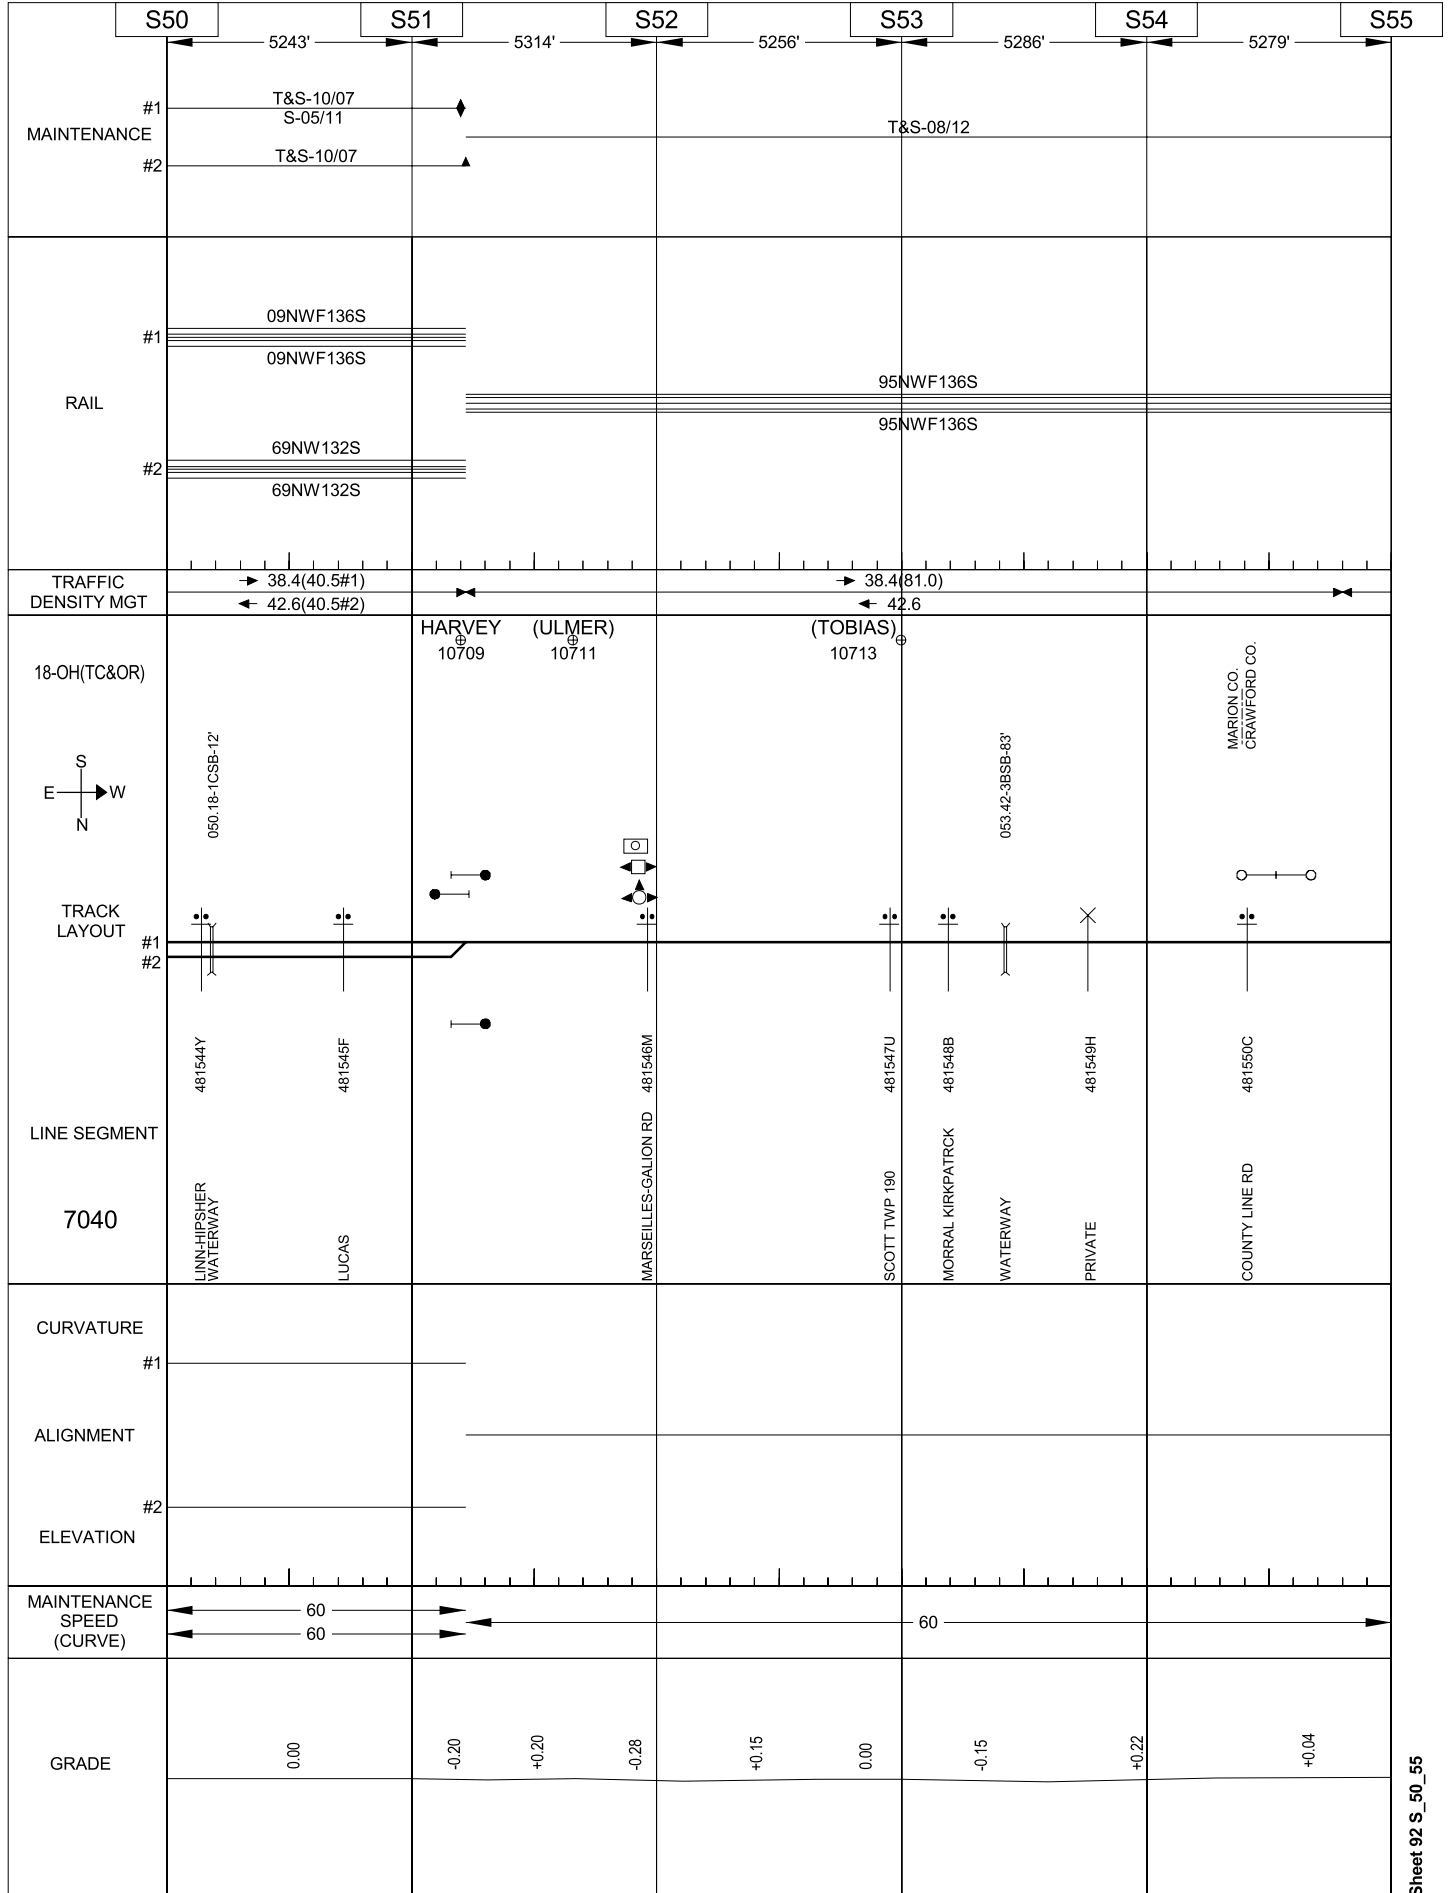 S50 S51 S52 S53 S54 S55
5243' 5314' 5256' 5286' 5279'
MAINTENANCE
#1
T&S-10/07
S-05/11
T&S-08/12
#2
T&S-10/07
RAIL
#1
09NWF136S
09NWF136S
95NWF136S
95NWF136S
#2
69NW132S
69NW132S
TRAFFIC
DENSITY MGT
38.4(40.5#1)
42.6(40.5#2)
38.4(81.0)
42.6
HARVEY (ULMER) (TOBIAS)
10709 10711 10713
18-OH(TC&OR)
MARION CO.
CRAWFORD CO.
S
E W
N
050.18-1CSB-12'
053.42-3BSB-83'
TRACK
LAYOUT
#1
#2
481544Y
481545F
481546M
481547U
481548B
481549H
481550C
LINE SEGMENT
7040
LINN-HIPSHER
WATERWAY
LUCAS
MARSEILLES-GALION RD
SCOTT TWP 190
MORRAL KIRKPATRCK
WATERWAY
PRIVATE
COUNTY LINE RD
CURVATURE
#1
ALIGNMENT
#2
ELEVATION
MAINTENANCE
SPEED
(CURVE)
60
60
60
GRADE
0.00
-0.20
+0.20
-0.28
+0.15
0.00
-0.15
+0.22
+0.04
Sheet 92 S_50_55